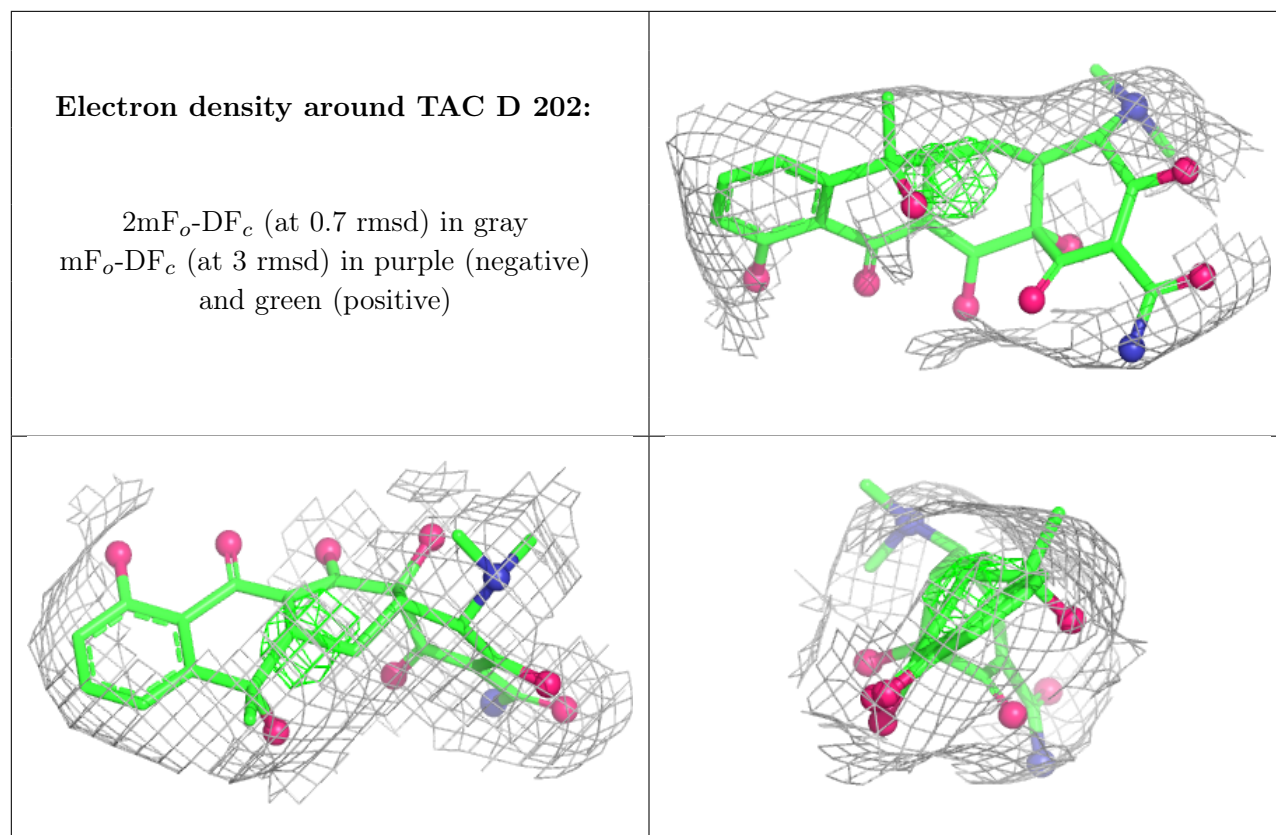 Electron density around TAC D 202:
2mFₒ-DF𝒸 (at 0.7 rmsd) in gray
mFₒ-DF𝒸 (at 3 rmsd) in purple (negative)
and green (positive)